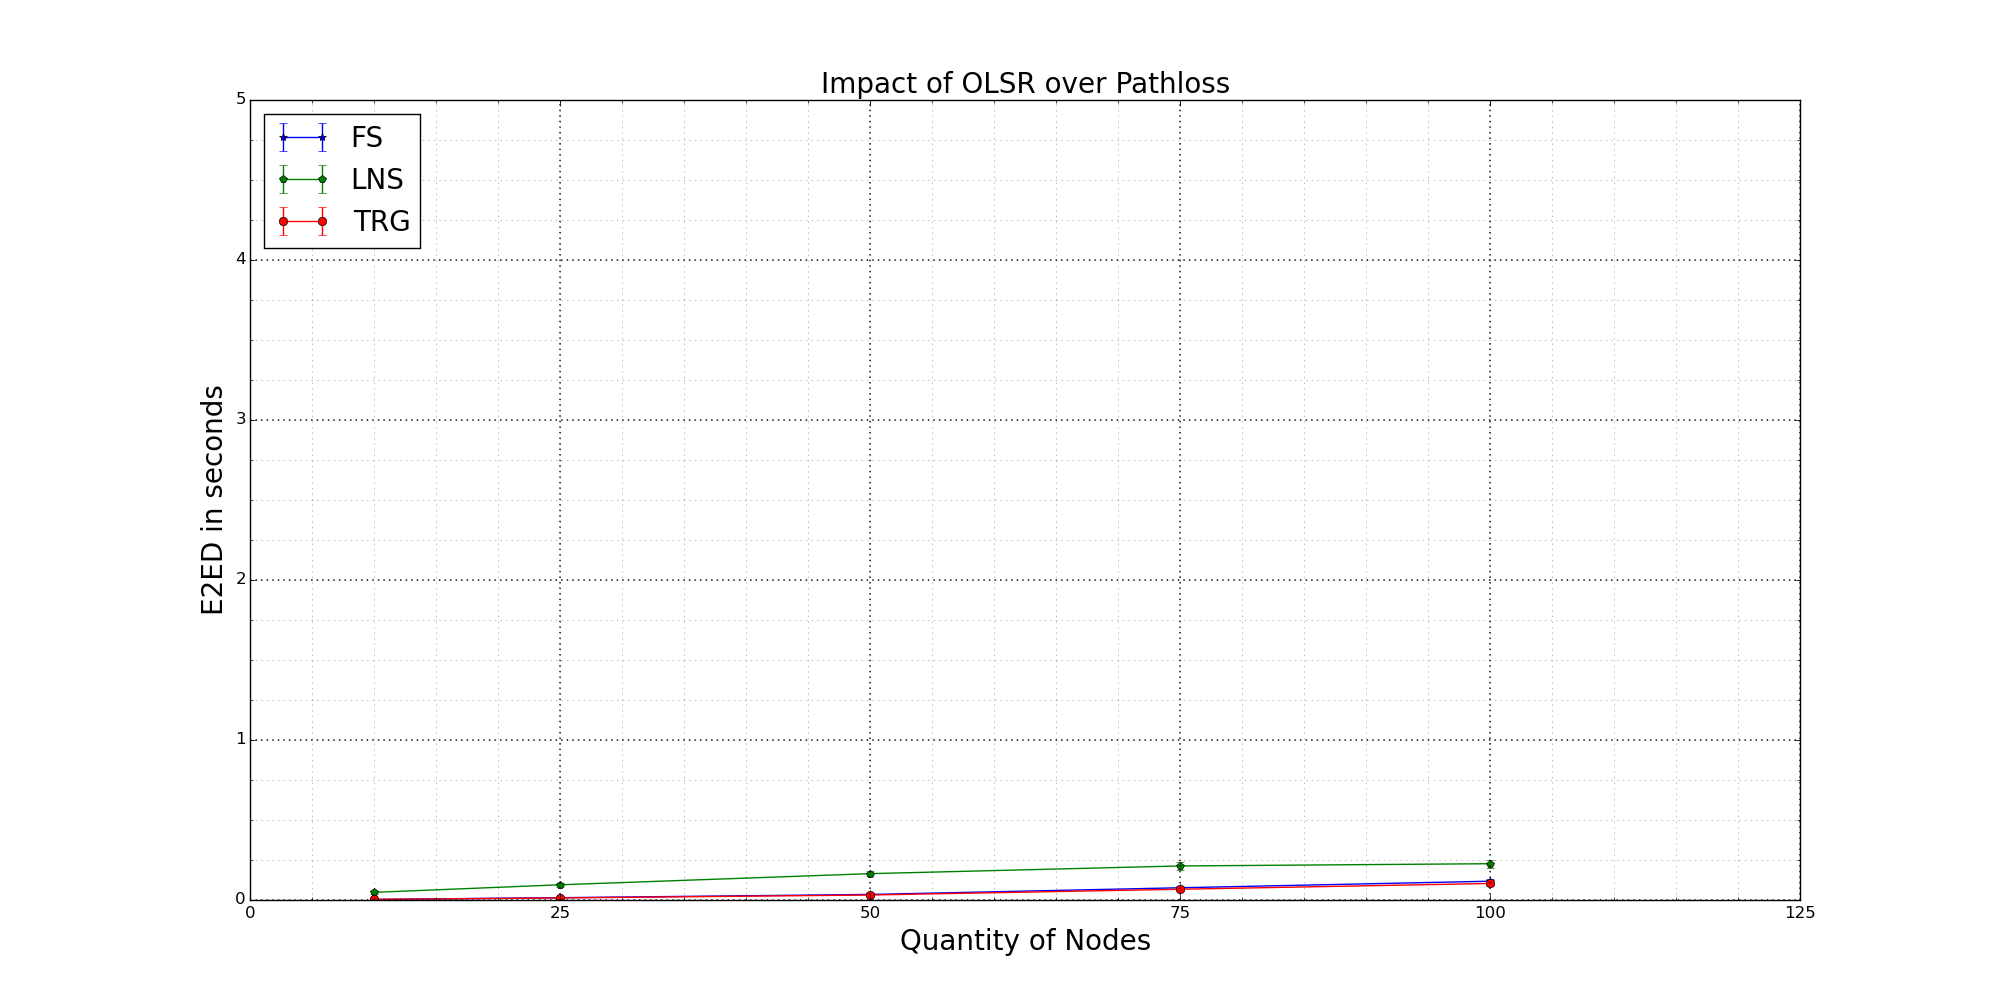 Impact of OLSR over Pathloss
FS
LNS
TRG
E2ED in seconds
5
4
3
2
1
0
0 25 50 75 100 125
Quantity of Nodes